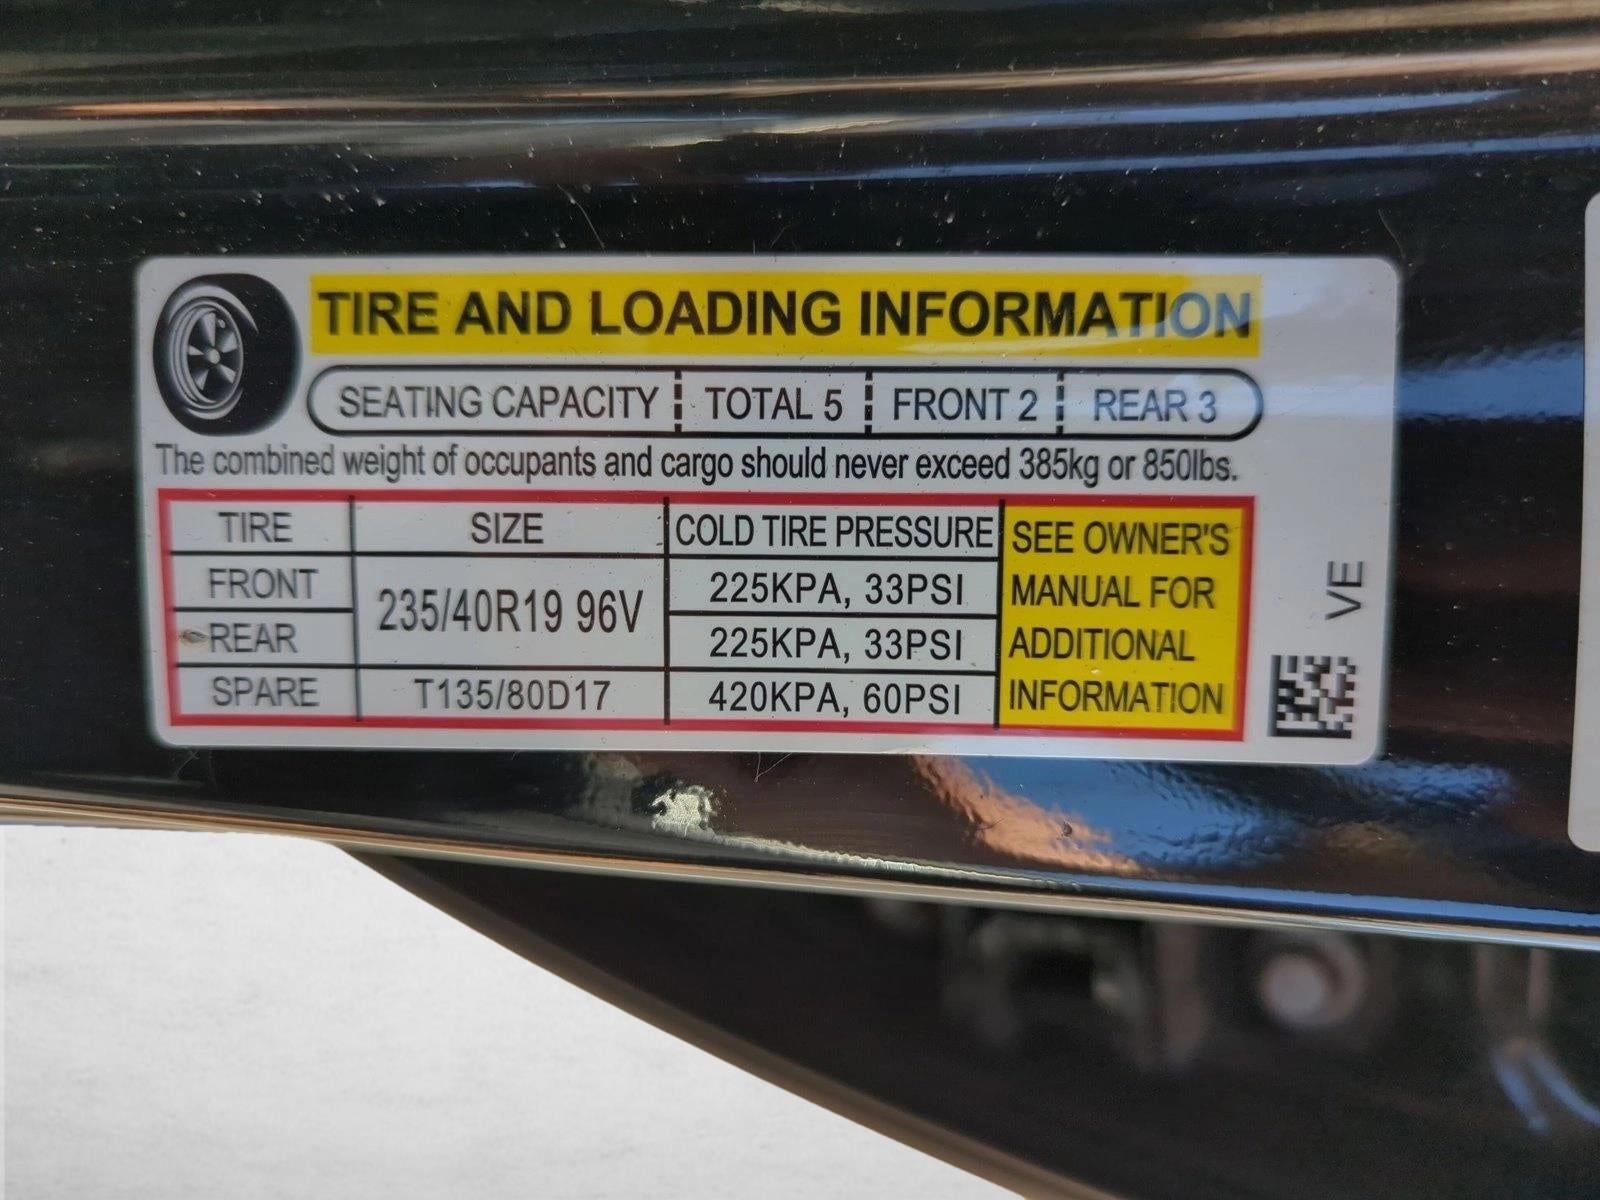 TIRE AND LOADING INFORMATION
SEATING CAPACITY TOTAL 5 FRONT 2 REAR 3
The combined weight of occupants and cargo should never exceed 385kg or 850lbs.
TIRE SIZE COLD TIRE PRESSURE
FRONT 235/40R19 96V 225KPA, 33PSI
REAR 225KPA, 33PSI
SPARE T135/80D17 420KPA, 60PSI
SEE OWNER'S
MANUAL FOR
ADDITIONAL
INFORMATION
VE